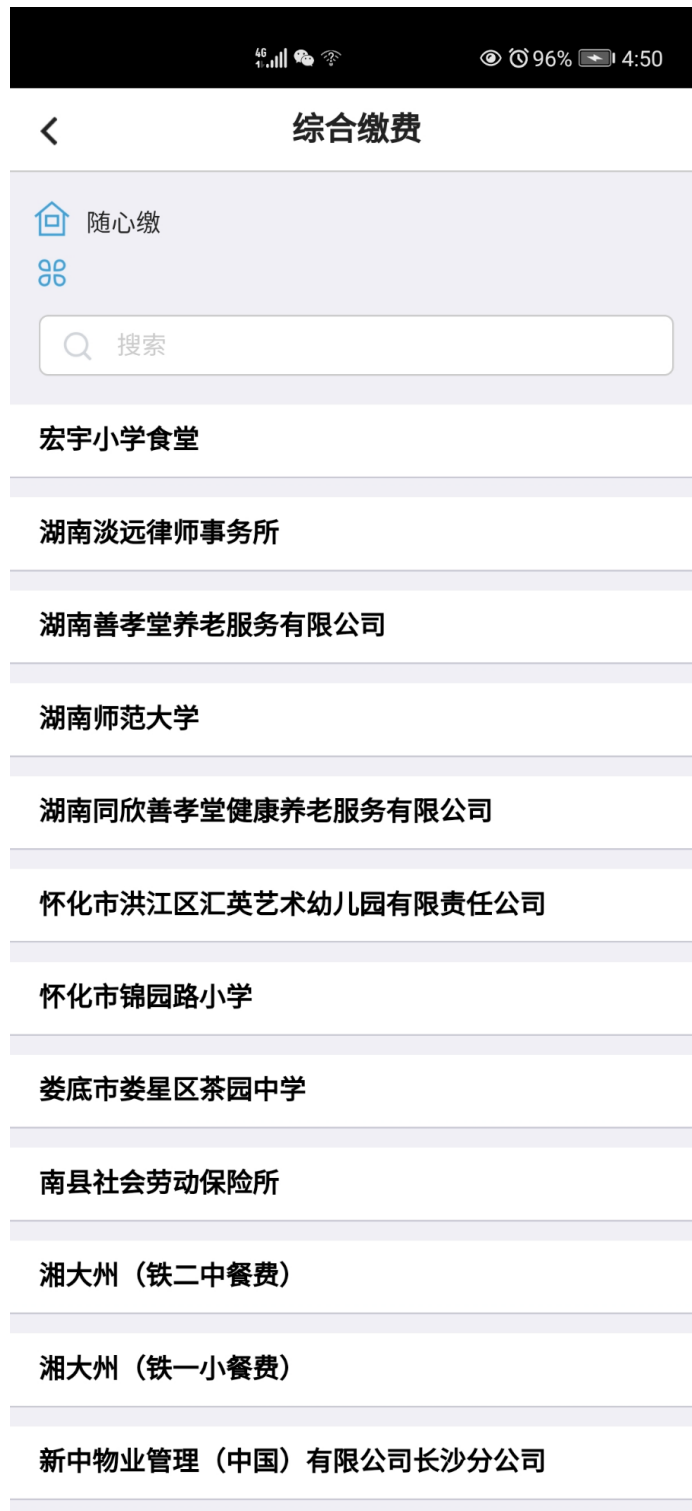 4G
96%
4:50
综合缴费
随心缴
搜索
宏宇小学食堂
湖南淡远律师事务所
湖南善孝堂养老服务有限公司
湖南师范大学
湖南同欣善孝堂健康养老服务有限公司
怀化市洪江区汇英艺术幼儿园有限责任公司
怀化市锦园路小学
娄底市娄星区茶园中学
南县社会劳动保险所
湘大州（铁二中餐费）
湘大州（铁一小餐费）
新中物业管理（中国）有限公司长沙分公司